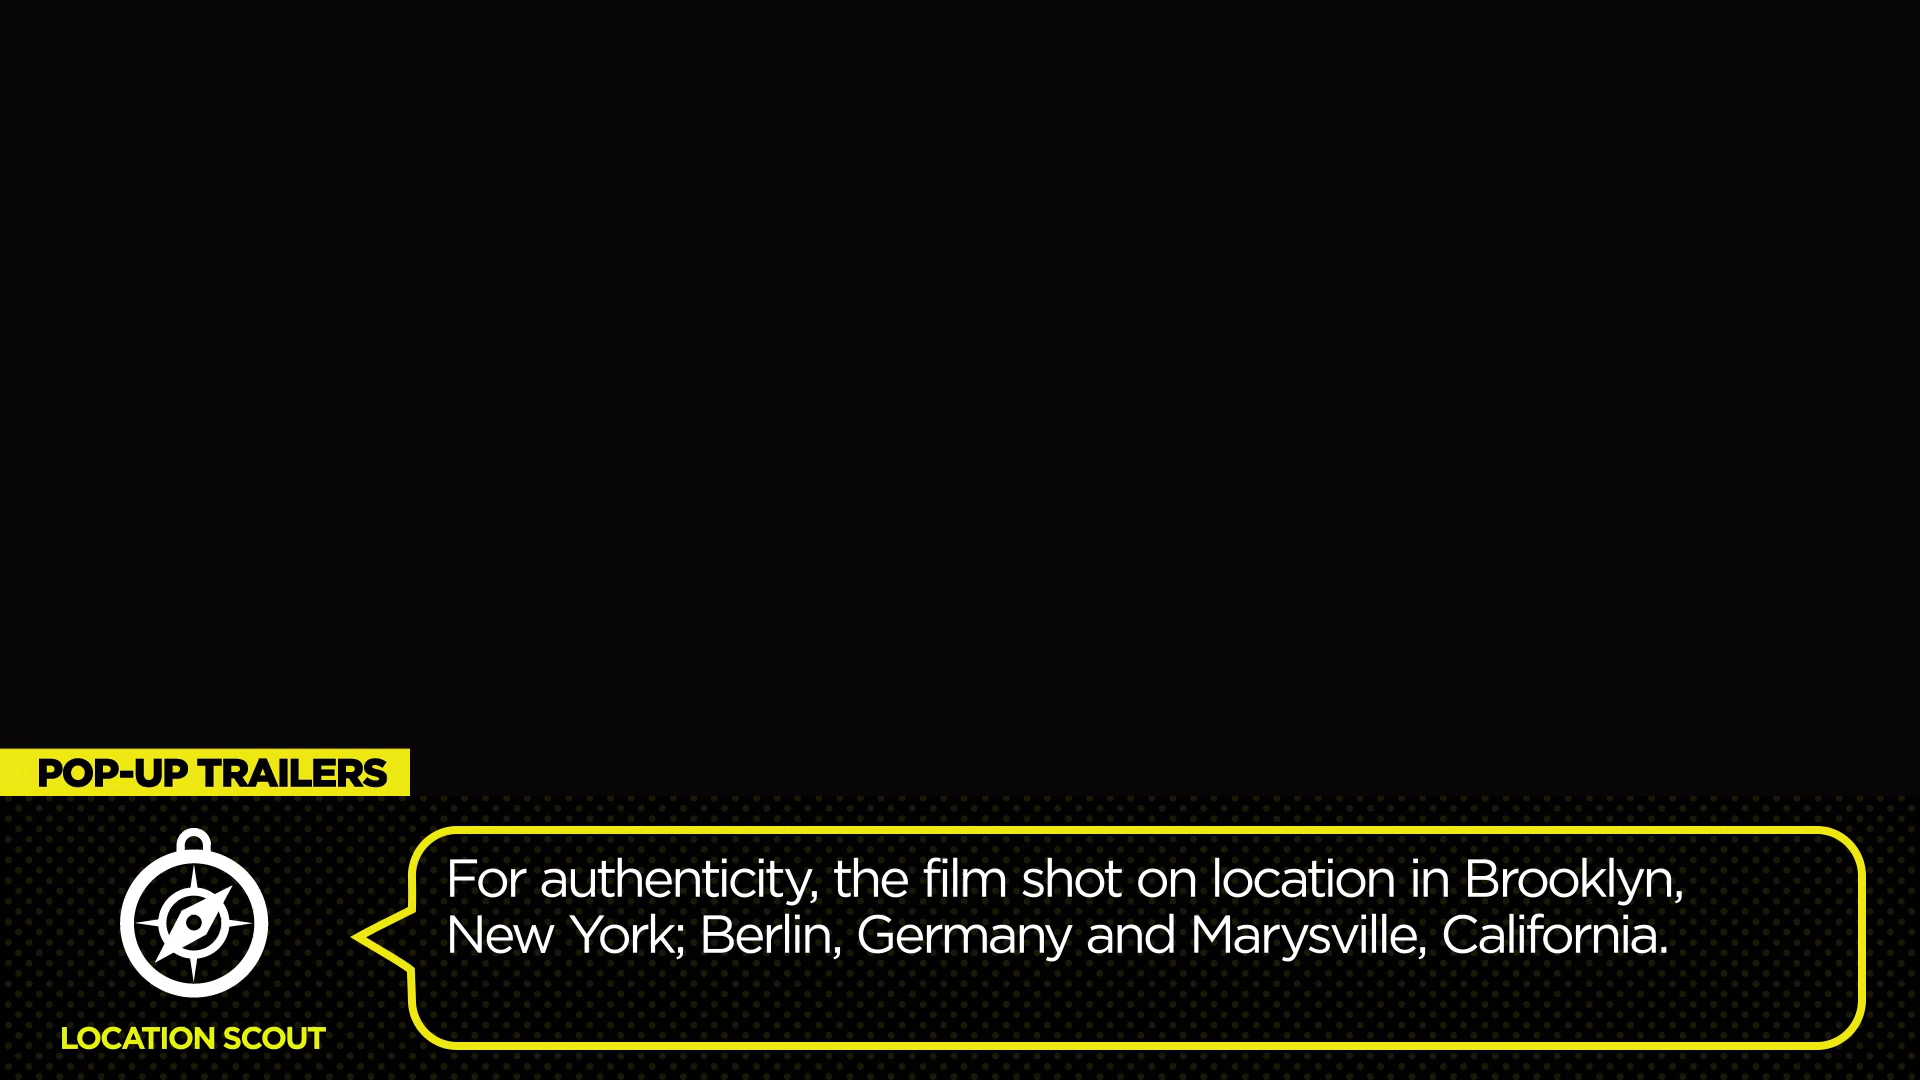 POP-UP TRAILERS
For authenticity, the film shot on location in Brooklyn,
New York; Berlin, Germany and Marysville, California.
LOCATION SCOUT